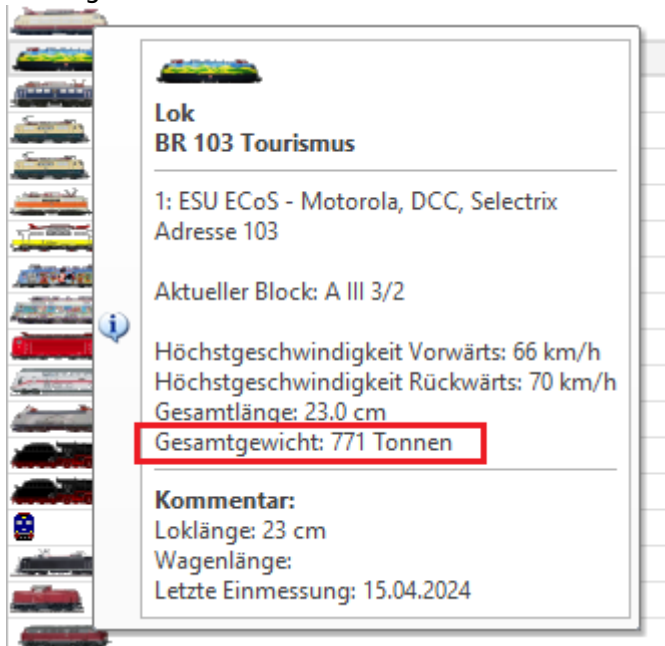 Lok
BR 103 Tourismus
1: ESU ECoS - Motorola, DCC, Selectrix
Adresse 103
Aktueller Block: A III 3/2
Höchstgeschwindigkeit Vorwärts: 66 km/h
Höchstgeschwindigkeit Rückwärts: 70 km/h
Gesamtlänge: 23.0 cm
Gesamtgewicht: 771 Tonnen
Kommentar:
Loklänge: 23 cm
Wagenlänge:
Letzte Einmessung: 15.04.2024